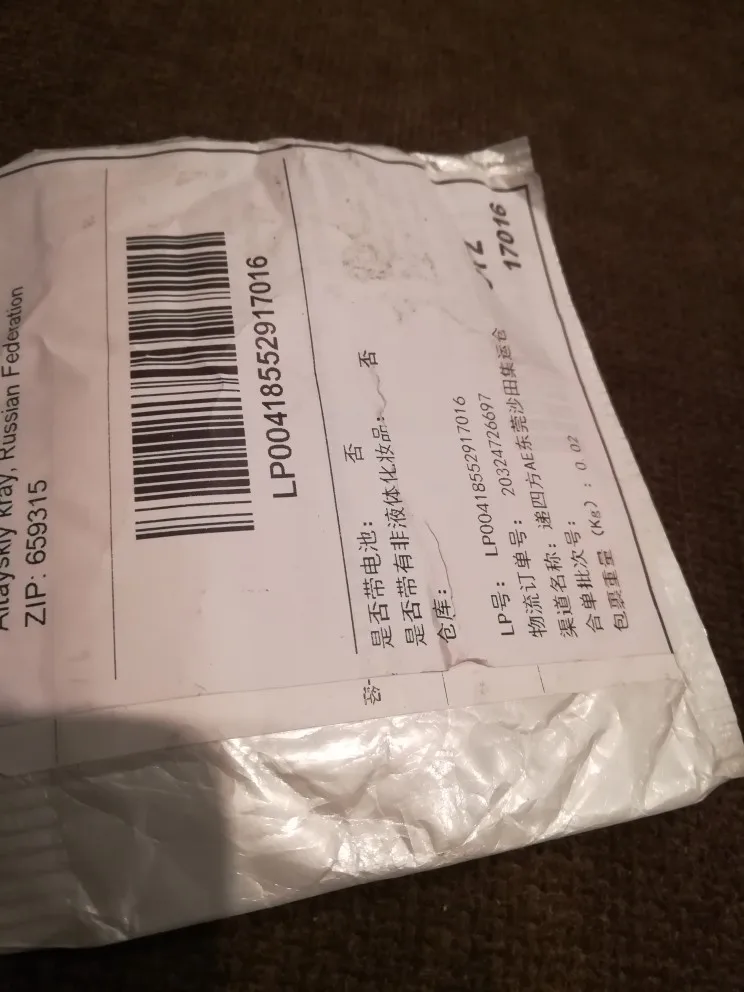 Altayskiy kray, Russian Federation
ZIP: 659315
LP00418552917016
是否带电池: 否
是否带有非液体化妆品: 否
仓库:
17016
LP号: LP00418552917016
物流订单号: 20324726697
渠道名称: 递四方AE东莞沙田集运仓
合单批次号:
包裹重量 (Kg) : 0.02